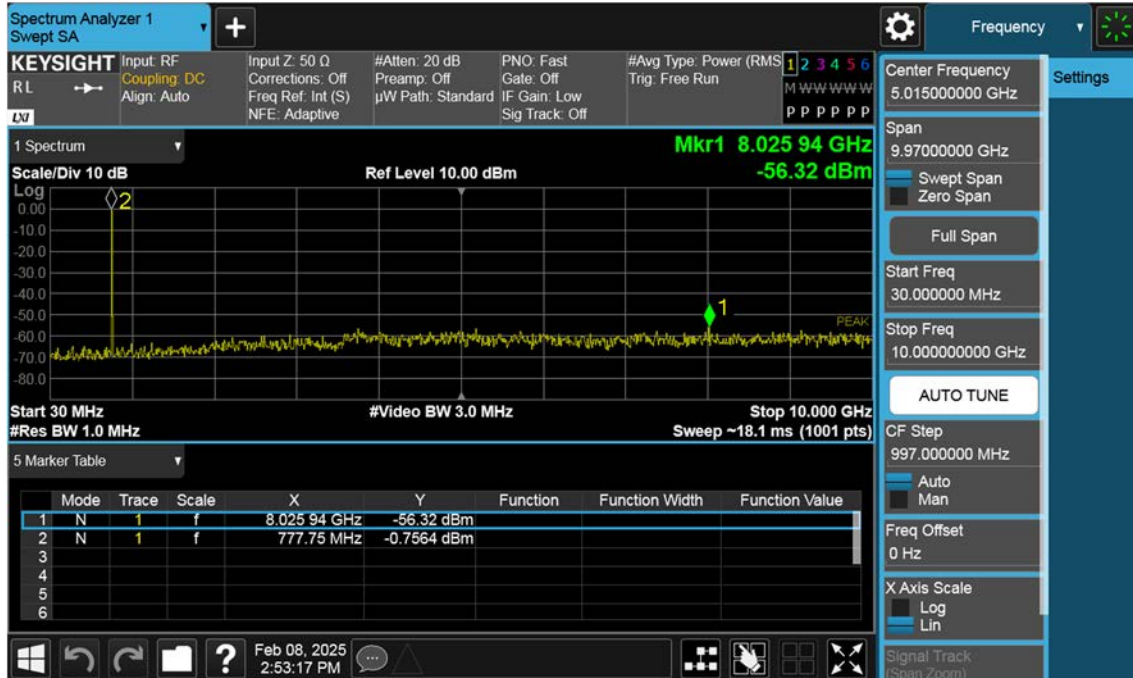 Spectrum Analyzer 1
Swept SA
Frequency
KEYSIGHT
R L
LXI
Input: RF
Coupling: DC
Align: Auto
Input Z: 50 Ω
Corrections: Off
Freq Ref: Int (S)
NFE: Adaptive
#Atten: 20 dB
Preamp: Off
µW Path: Standard
PNO: Fast
Gate: Off
IF Gain: Low
Sig Track: Off
#Avg Type: Power (RMS
Trig: Free Run
1 2 3 4 5 6
M W W W W W
P P P P P P
1 Spectrum
Mkr1 8.025 94 GHz
Scale/Div 10 dB
Ref Level 10.00 dBm
-56.32 dBm
Log
0.00
-10.0
-20.0
-30.0
-40.0
-50.0
-60.0
-70.0
-80.0
2
1
PEAK
Start 30 MHz
#Video BW 3.0 MHz
Stop 10.000 GHz
#Res BW 1.0 MHz
Sweep ~18.1 ms (1001 pts)
5 Marker Table
Mode Trace Scale X Y Function Function Width Function Value
1 N 1 f 8.025 94 GHz -56.32 dBm
2 N 1 f 777.75 MHz -0.7564 dBm
3
4
5
6
?
Feb 08, 2025
2:53:17 PM
Center Frequency
5.015000000 GHz
Settings
Span
9.97000000 GHz
Swept Span
Zero Span
Full Span
Start Freq
30.000000 MHz
Stop Freq
10.000000000 GHz
AUTO TUNE
CF Step
997.000000 MHz
Auto
Man
Freq Offset
0 Hz
X Axis Scale
Log
Lin
Signal Track
(Span Zoom)